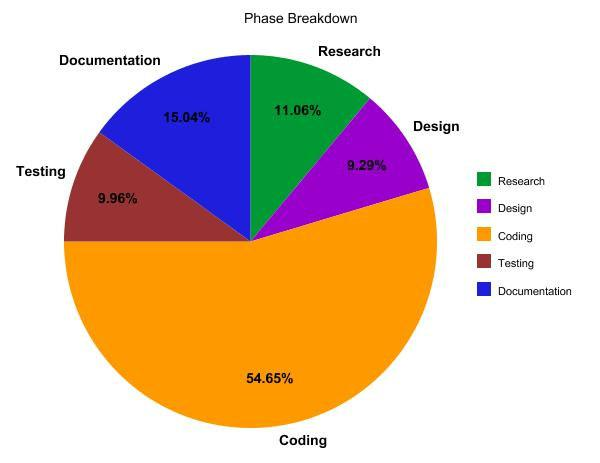 Phase Breakdown
Research
Documentation
11.06%
15.04%
Design
9.29%
Testing
9.96%
54.65%
Coding
Research
Design
Coding
Testing
Documentation